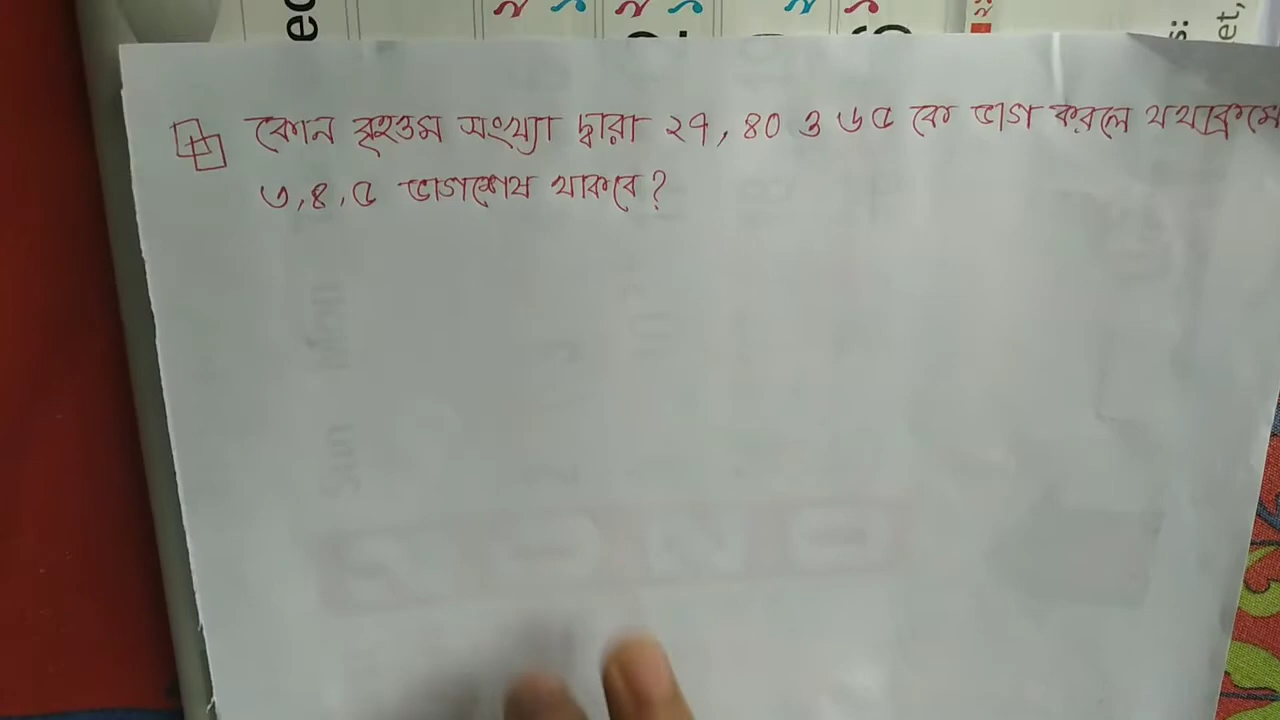 কোন বৃহত্তম সংখ্যা দ্বারা ২৭, ৪০ ও ৬৫ কে ভাগ করলে যথাক্রমে
৩, ৪, ৫ ভাগশেষ থাকবে?